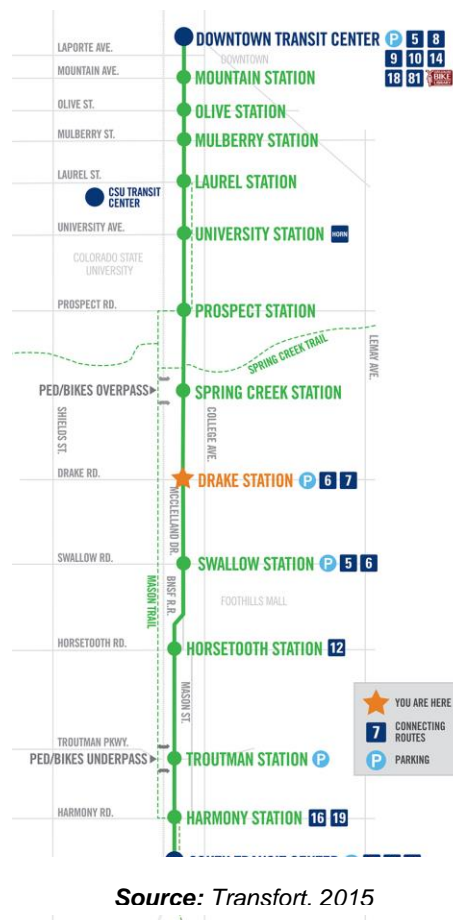 LAPORTE AVE.
DOWNTOWN TRANSIT CENTER P 5 8
DOWNTOWN
9 10 14
MOUNTAIN AVE.
MOUNTAIN STATION
18 81 BIKE
OLIVE ST.
OLIVE STATION
MULBERRY ST.
MULBERRY STATION
LAUREL ST.
LAUREL STATION
CSU TRANSIT
CENTER
UNIVERSITY AVE.
UNIVERSITY STATION HORN
COLORADO STATE
UNIVERSITY
PROSPECT RD.
PROSPECT STATION
SPRING CREEK TRAIL
LEMAY AVE.
PED/BIKES OVERPASS
SPRING CREEK STATION
SHIELDS ST.
COLLEGE AVE.
DRAKE RD.
DRAKE STATION P 6 7
MCCLELLAND DR.
SWALLOW RD.
SWALLOW STATION P 5 6
MASON TRAIL
BNSF R.R.
FOOTHILLS MALL
HORSETOOTH RD.
HORSETOOTH STATION 12
MASON ST.
YOU ARE HERE
7 CONNECTING
ROUTES
P PARKING
TROUTMAN PKWY.
PED/BIKES UNDERPASS
TROUTMAN STATION P
HARMONY RD.
HARMONY STATION 16 19
SOUTH TRANSIT CENTER
Source: Transfort, 2015